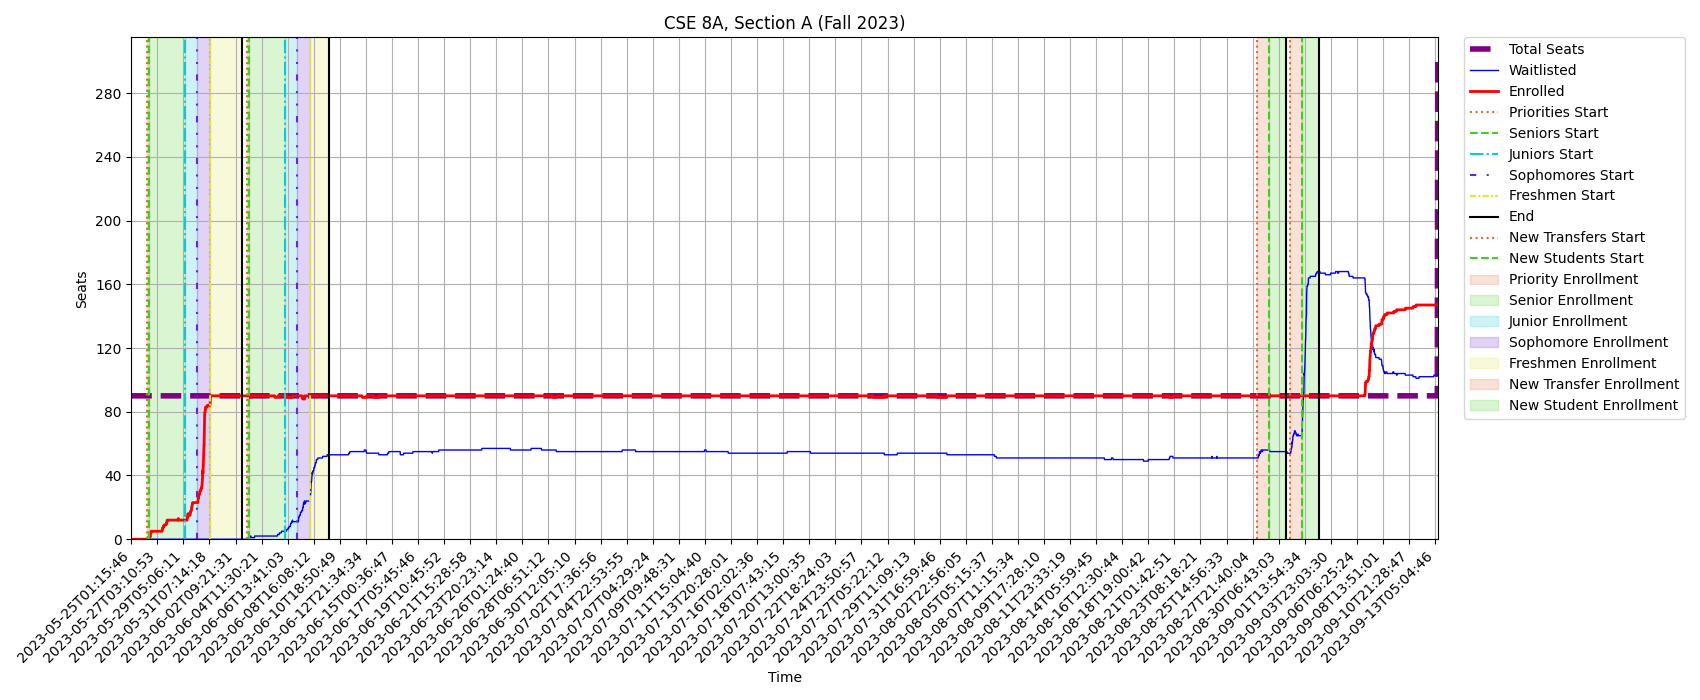 CSE 8A, Section A (Fall 2023)
Seats
280
240
200
160
120
80
40
0
2023-05-25T01:15:46
2023-05-27T03:10:53
2023-05-29T05:06:11
2023-05-31T07:14:18
2023-06-02T09:21:31
2023-06-04T11:30:21
2023-06-06T13:41:03
2023-06-08T16:08:12
2023-06-10T18:50:49
2023-06-12T21:34:34
2023-06-15T00:36:47
2023-06-17T05:45:46
2023-06-19T10:45:52
2023-06-21T15:28:58
2023-06-23T20:23:14
2023-06-26T01:24:40
2023-06-28T06:51:12
2023-06-30T12:05:10
2023-07-02T17:36:56
2023-07-04T22:53:55
2023-07-07T04:29:24
2023-07-09T09:48:31
2023-07-11T15:04:40
2023-07-13T20:28:01
2023-07-16T02:02:36
2023-07-18T07:43:15
2023-07-20T13:00:35
2023-07-22T18:24:03
2023-07-24T23:50:57
2023-07-27T05:22:12
2023-07-29T11:09:13
2023-07-31T16:59:46
2023-08-02T22:56:05
2023-08-05T05:15:37
2023-08-07T11:15:34
2023-08-09T17:28:10
2023-08-11T23:33:19
2023-08-14T05:59:45
2023-08-16T12:30:44
2023-08-18T19:00:42
2023-08-21T01:42:51
2023-08-23T08:18:21
2023-08-25T14:56:33
2023-08-27T21:40:04
2023-08-30T06:43:03
2023-09-01T13:54:34
2023-09-03T23:03:30
2023-09-06T06:25:24
2023-09-08T13:51:01
2023-09-10T21:28:47
2023-09-13T05:04:46
Time
Total Seats
Waitlisted
Enrolled
Priorities Start
Seniors Start
Juniors Start
Sophomores Start
Freshmen Start
End
New Transfers Start
New Students Start
Priority Enrollment
Senior Enrollment
Junior Enrollment
Sophomore Enrollment
Freshmen Enrollment
New Transfer Enrollment
New Student Enrollment